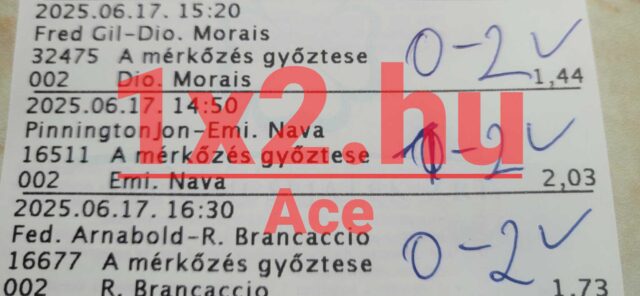 2025.06.17. 15:20
Fred Gil-Dio. Morais
32475 A mérkőzés győztese
002 Dio. Morais 1,44
0-2 ✓
2025.06.17. 14:50
PinningtonJon-Emi. Nava
16511 A mérkőzés győztese
002 Emi. Nava 2,03
0-2 ✓
2025.06.17. 16:30
Fed. Arnabold-R. Brancaccio
16677 A mérkőzés győztese
002 R. Brancaccio 1,73
0-2 ✓
1x2.hu
Ace